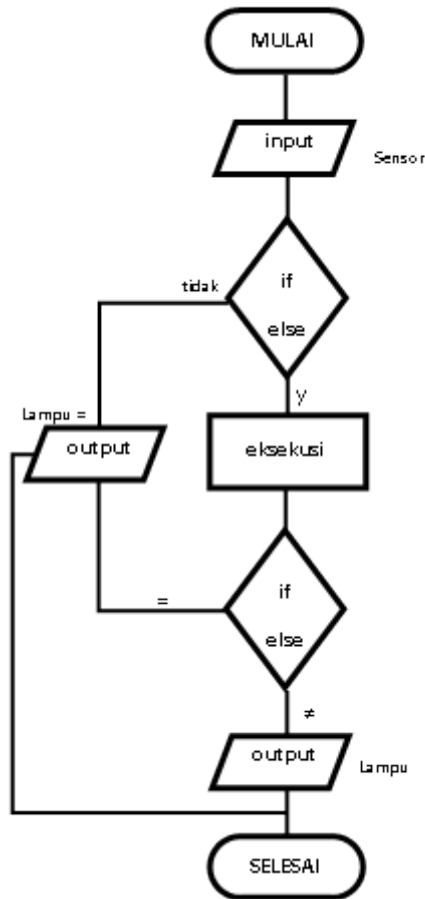 MULAI
input
Sensor
if
else
tidak
y
Lampu =
output
eksekusi
if
else
=
≠
output
Lampu
SELESAI